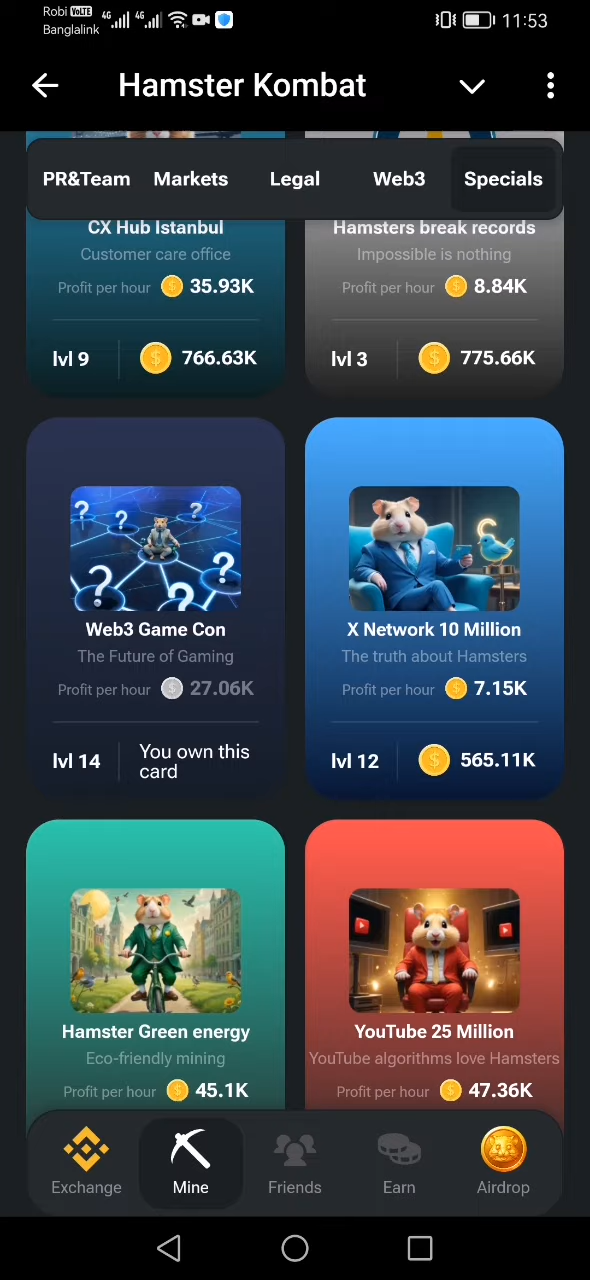 Robi VoLTE 4G 4G 11:53
Banglalink
Hamster Kombat
PR&Team Markets Legal Web3 Specials
CX Hub Istanbul
Customer care office
Profit per hour 35.93K
lvl 9 766.63K
Hamsters break records
Impossible is nothing
Profit per hour 8.84K
lvl 3 775.66K
Web3 Game Con
The Future of Gaming
Profit per hour 27.06K
lvl 14 You own this
card
X Network 10 Million
The truth about Hamsters
Profit per hour 7.15K
lvl 12 565.11K
Hamster Green energy
Eco-friendly mining
Profit per hour 45.1K
YouTube 25 Million
YouTube algorithms love Hamsters
Profit per hour 47.36K
Exchange Mine Friends Earn Airdrop